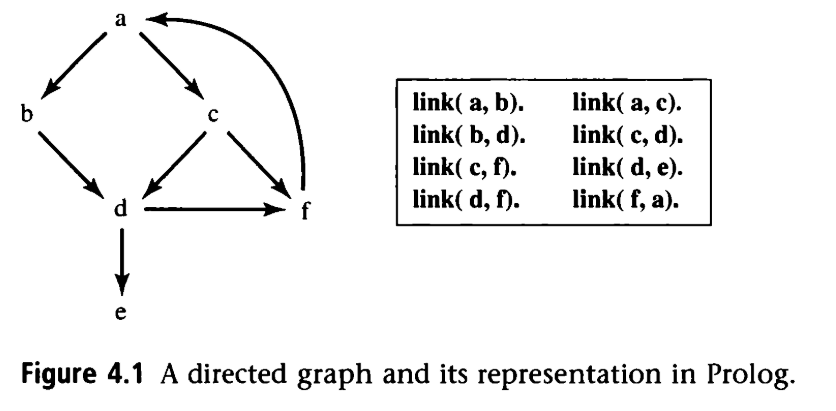 a
b
c
d
f
e
link( a, b). link( a, c).
link( b, d). link( c, d).
link( c, f). link( d, e).
link( d, f). link( f, a).
Figure 4.1 A directed graph and its representation in Prolog.